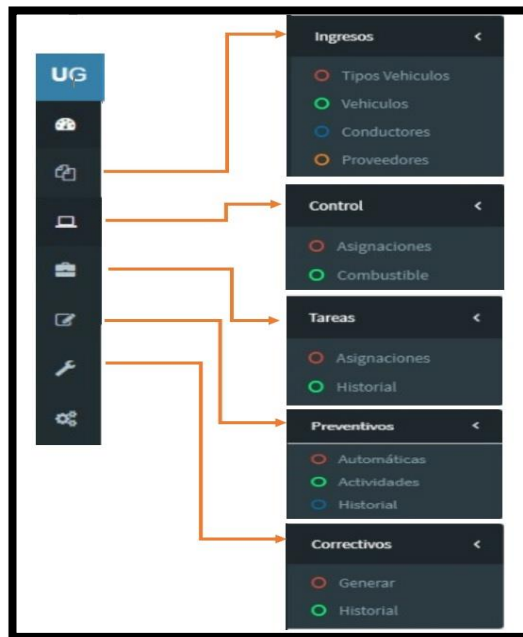 UG
Ingresos
Tipos Vehiculos
Vehiculos
Conductores
Proveedores
Control
Asignaciones
Combustible
Tareas
Asignaciones
Historial
Preventivos
Automáticas
Actividades
Historial
Correctivos
Generar
Historial